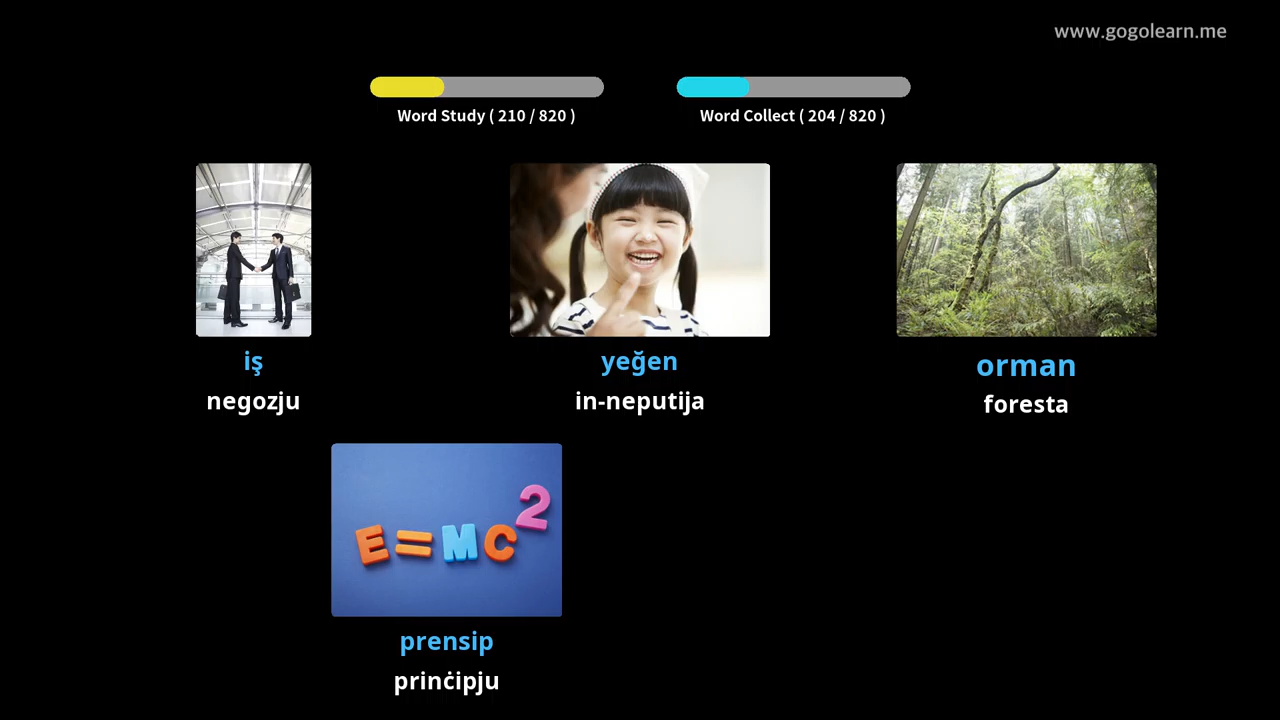 www.gogolearn.me
Word Study ( 210 / 820 )
Word Collect ( 204 / 820 )
iş
negozju
yeğen
in-neputija
orman
foresta
E=MC2
prensip
prinċipju